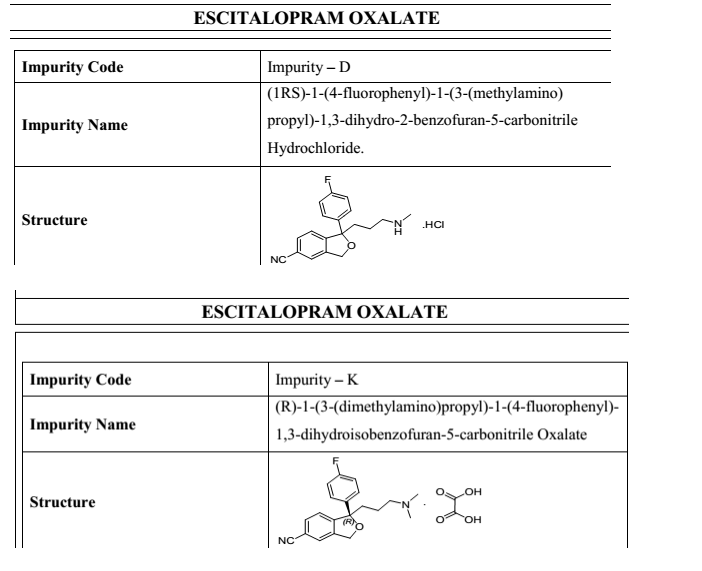 ESCITALOPRAM OXALATE
Impurity Code
Impurity – D
Impurity Name
(1RS)-1-(4-fluorophenyl)-1-(3-(methylamino)
propyl)-1,3-dihydro-2-benzofuran-5-carbonitrile
Hydrochloride.
Structure
F
N
H
.HCl
O
NC
ESCITALOPRAM OXALATE
Impurity Code
Impurity – K
Impurity Name
(R)-1-(3-(dimethylamino)propyl)-1-(4-fluorophenyl)-
1,3-dihydroisobenzofuran-5-carbonitrile Oxalate
Structure
F
N
.
O
OH
(R)
O
O
OH
NC